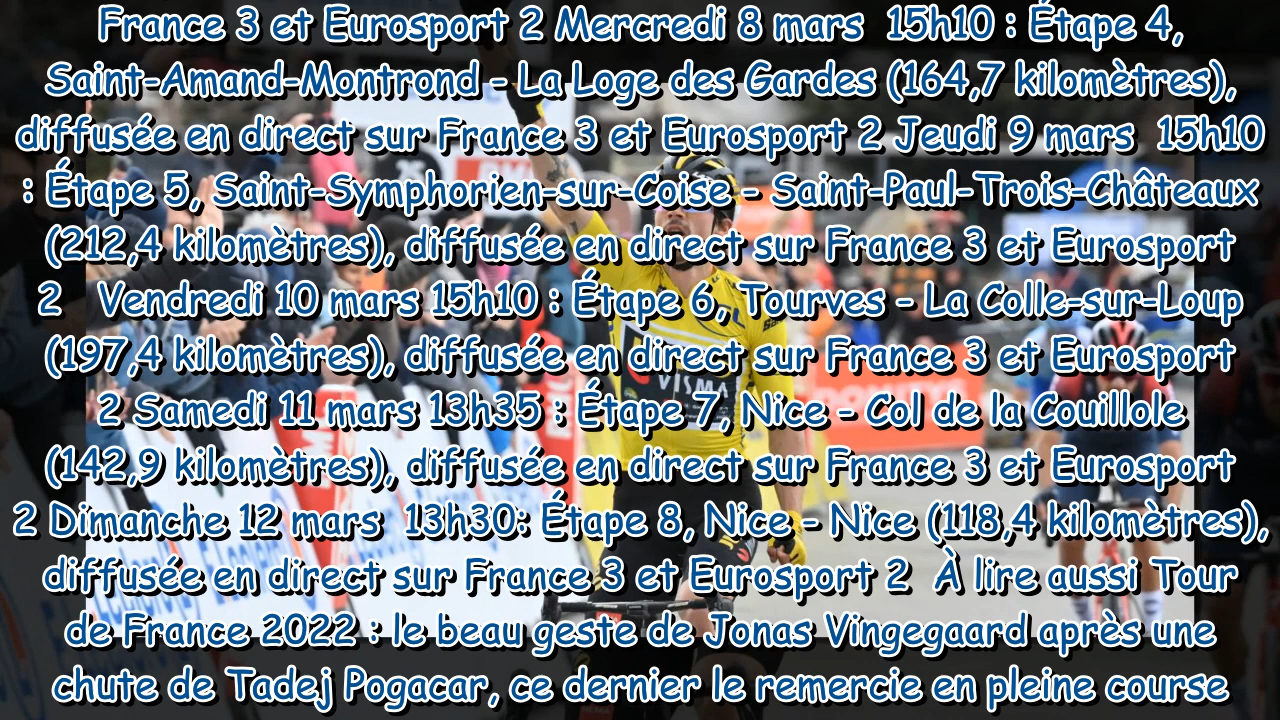 France 3 et Eurosport 2 Mercredi 8 mars  15h10 : Étape 4,
Saint-Amand-Montrond - La Loge des Gardes (164,7 kilomètres),
diffusée en direct sur France 3 et Eurosport 2 Jeudi 9 mars  15h10
: Étape 5, Saint-Symphorien-sur-Coise - Saint-Paul-Trois-Châteaux
(212,4 kilomètres), diffusée en direct sur France 3 et Eurosport
2   Vendredi 10 mars 15h10 : Étape 6, Tourves - La Colle-sur-Loup
(197,4 kilomètres), diffusée en direct sur France 3 et Eurosport
2 Samedi 11 mars 13h35 : Étape 7, Nice - Col de la Couillole
(142,9 kilomètres), diffusée en direct sur France 3 et Eurosport
2 Dimanche 12 mars  13h30: Étape 8, Nice - Nice (118,4 kilomètres),
diffusée en direct sur France 3 et Eurosport 2  À lire aussi Tour
de France 2022 : le beau geste de Jonas Vingegaard après une
chute de Tadej Pogacar, ce dernier le remercie en pleine course
VISMA